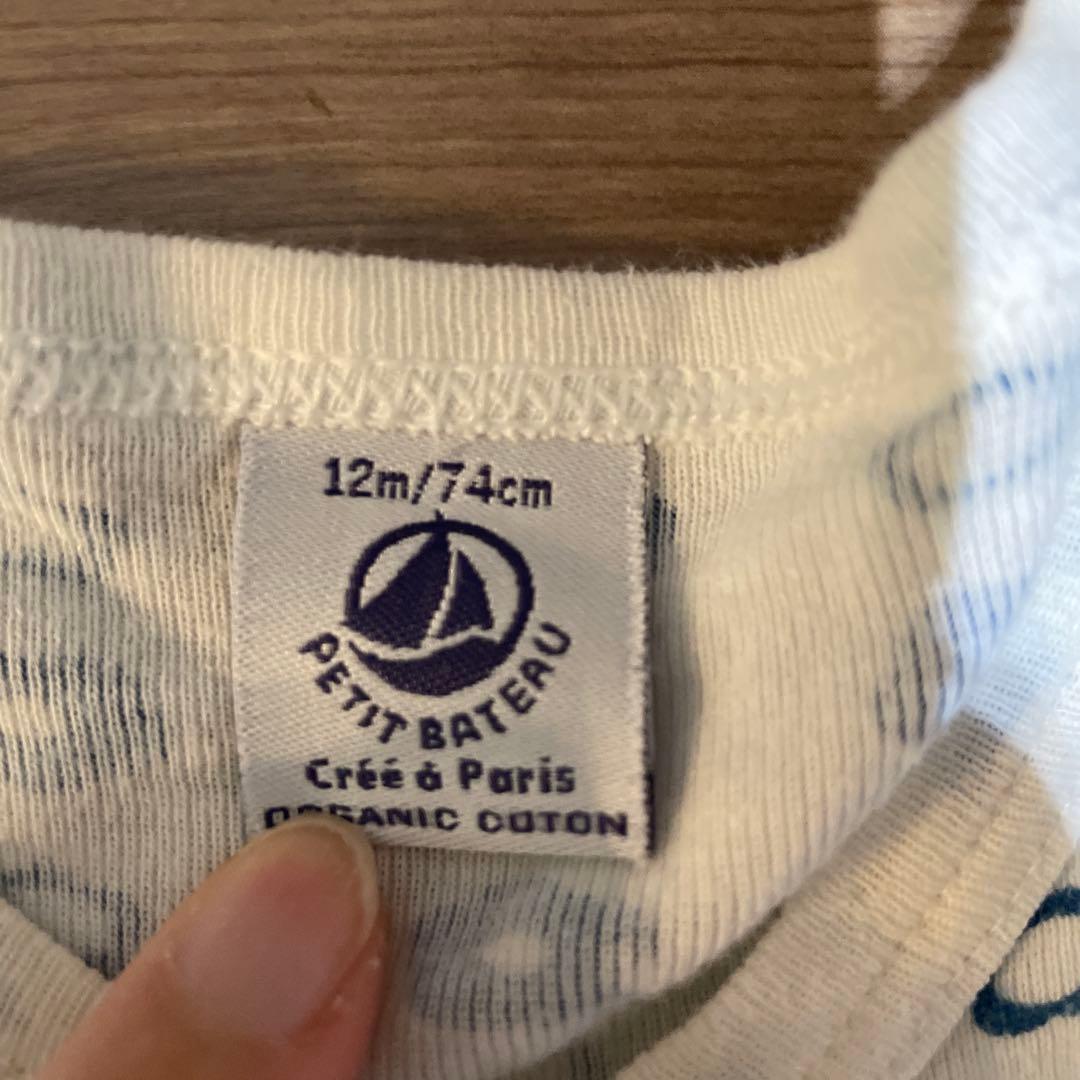 12m/74cm
PETIT BATEAU
Créé à Paris
ORGANIC COTON